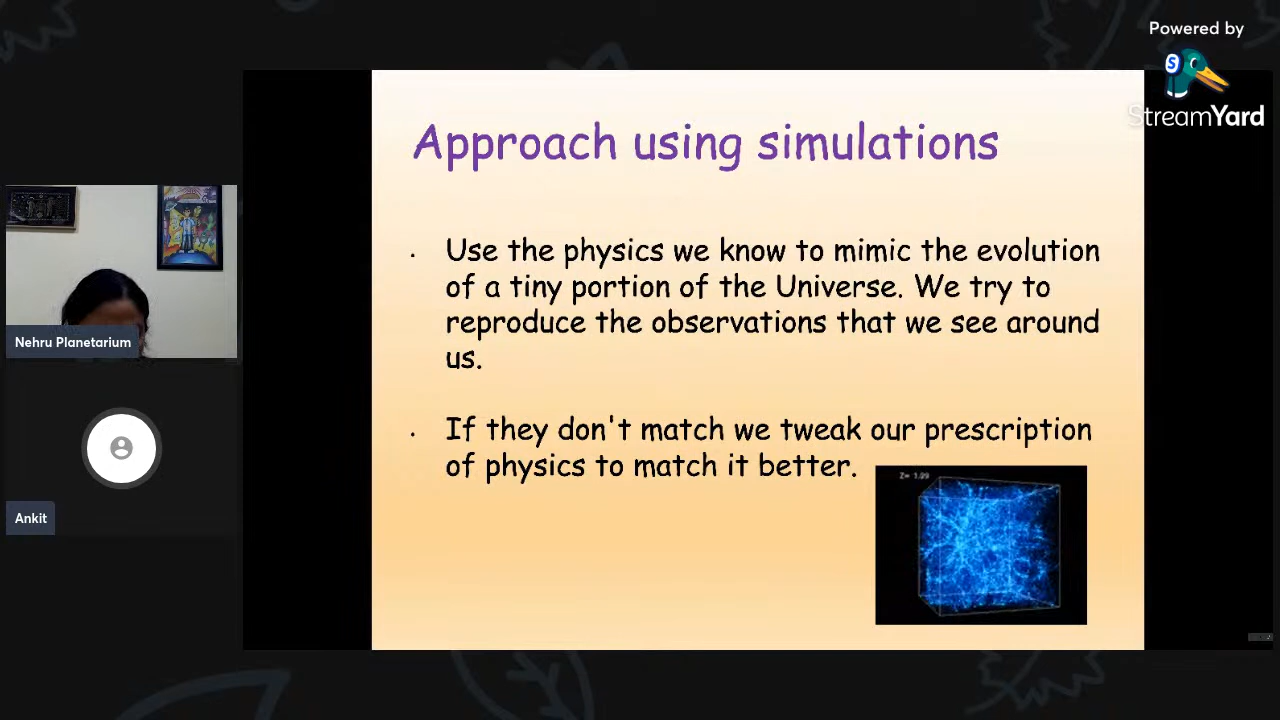 Powered by
StreamYard
Approach using simulations
Use the physics we know to mimic the evolution
of a tiny portion of the Universe. We try to
reproduce the observations that we see around
us.
If they don't match we tweak our prescription
of physics to match it better.
Z= 1.99
Nehru Planetarium
Ankit